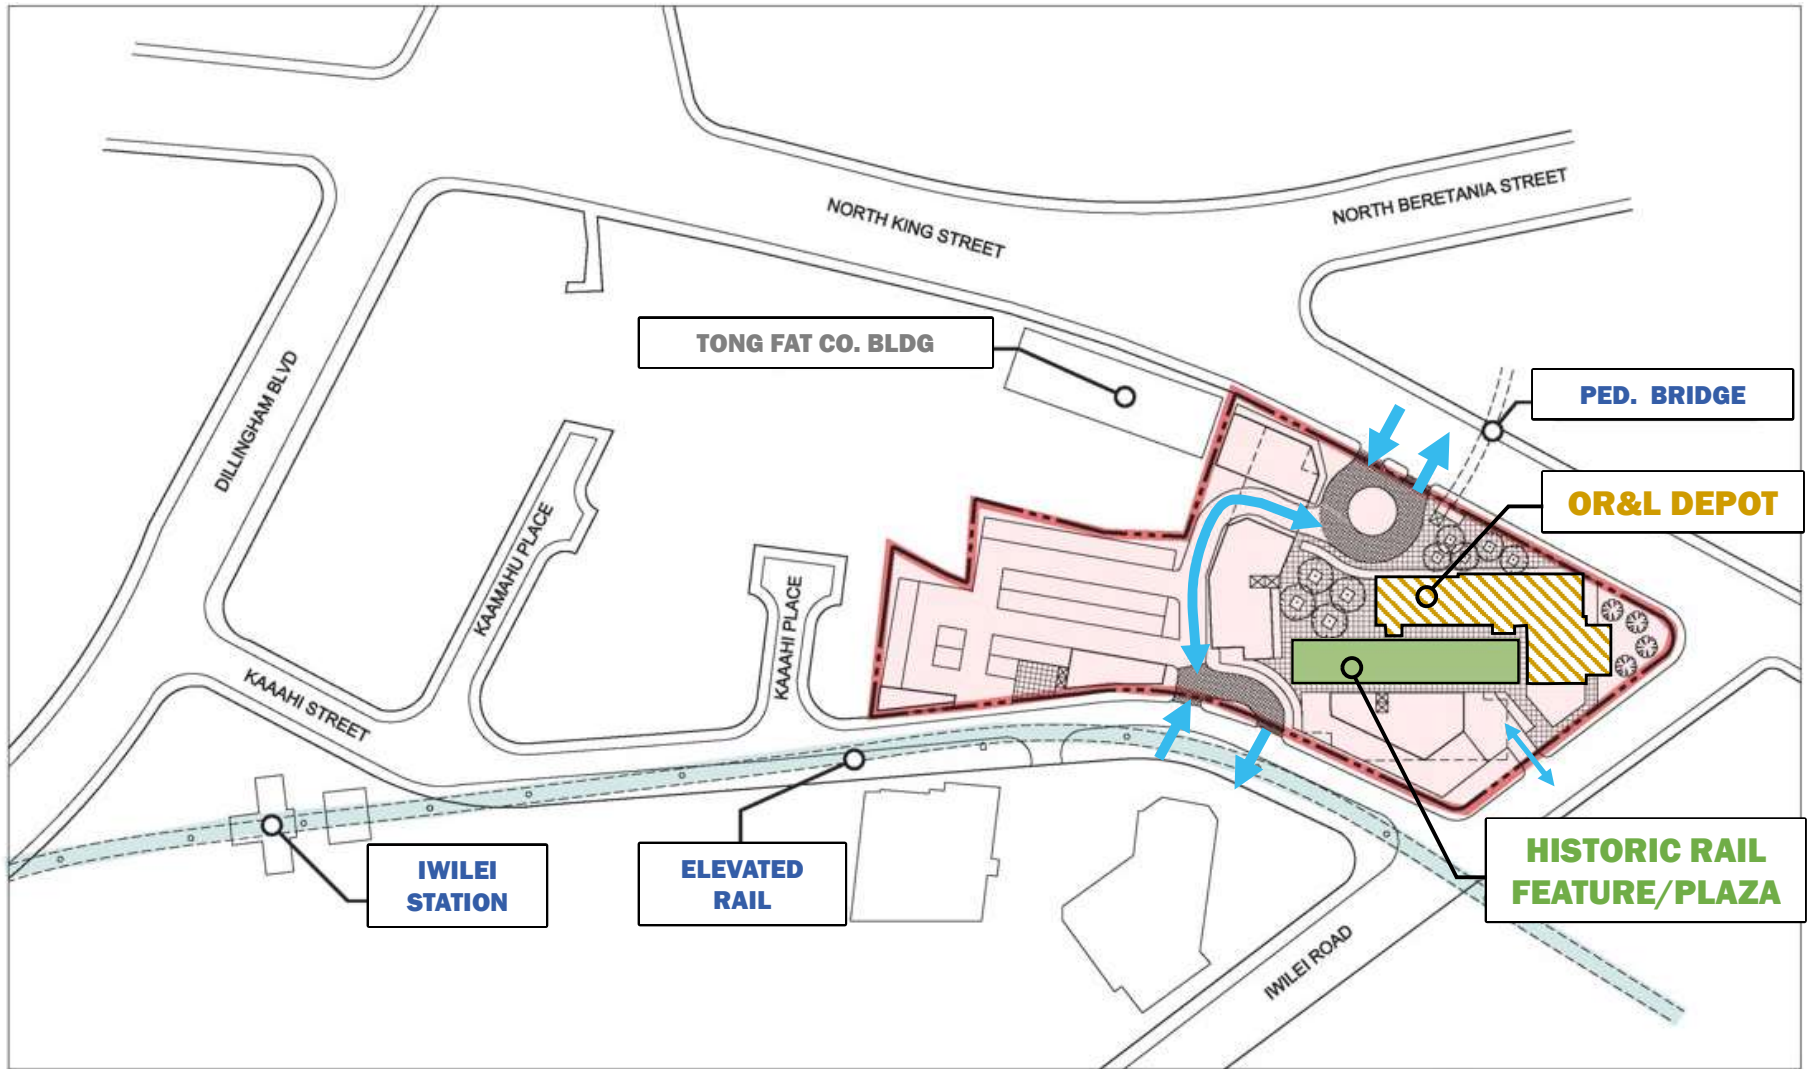 NORTH BERETANIA STREET
NORTH KING STREET
TONG FAT CO. BLDG
PED. BRIDGE
DILLINGHAM BLVD
OR&L DEPOT
KAAMAHU PLACE
KAAAHI PLACE
KAAAHI STREET
IWILEI
STATION
ELEVATED
RAIL
HISTORIC RAIL
FEATURE/PLAZA
IWILEI ROAD